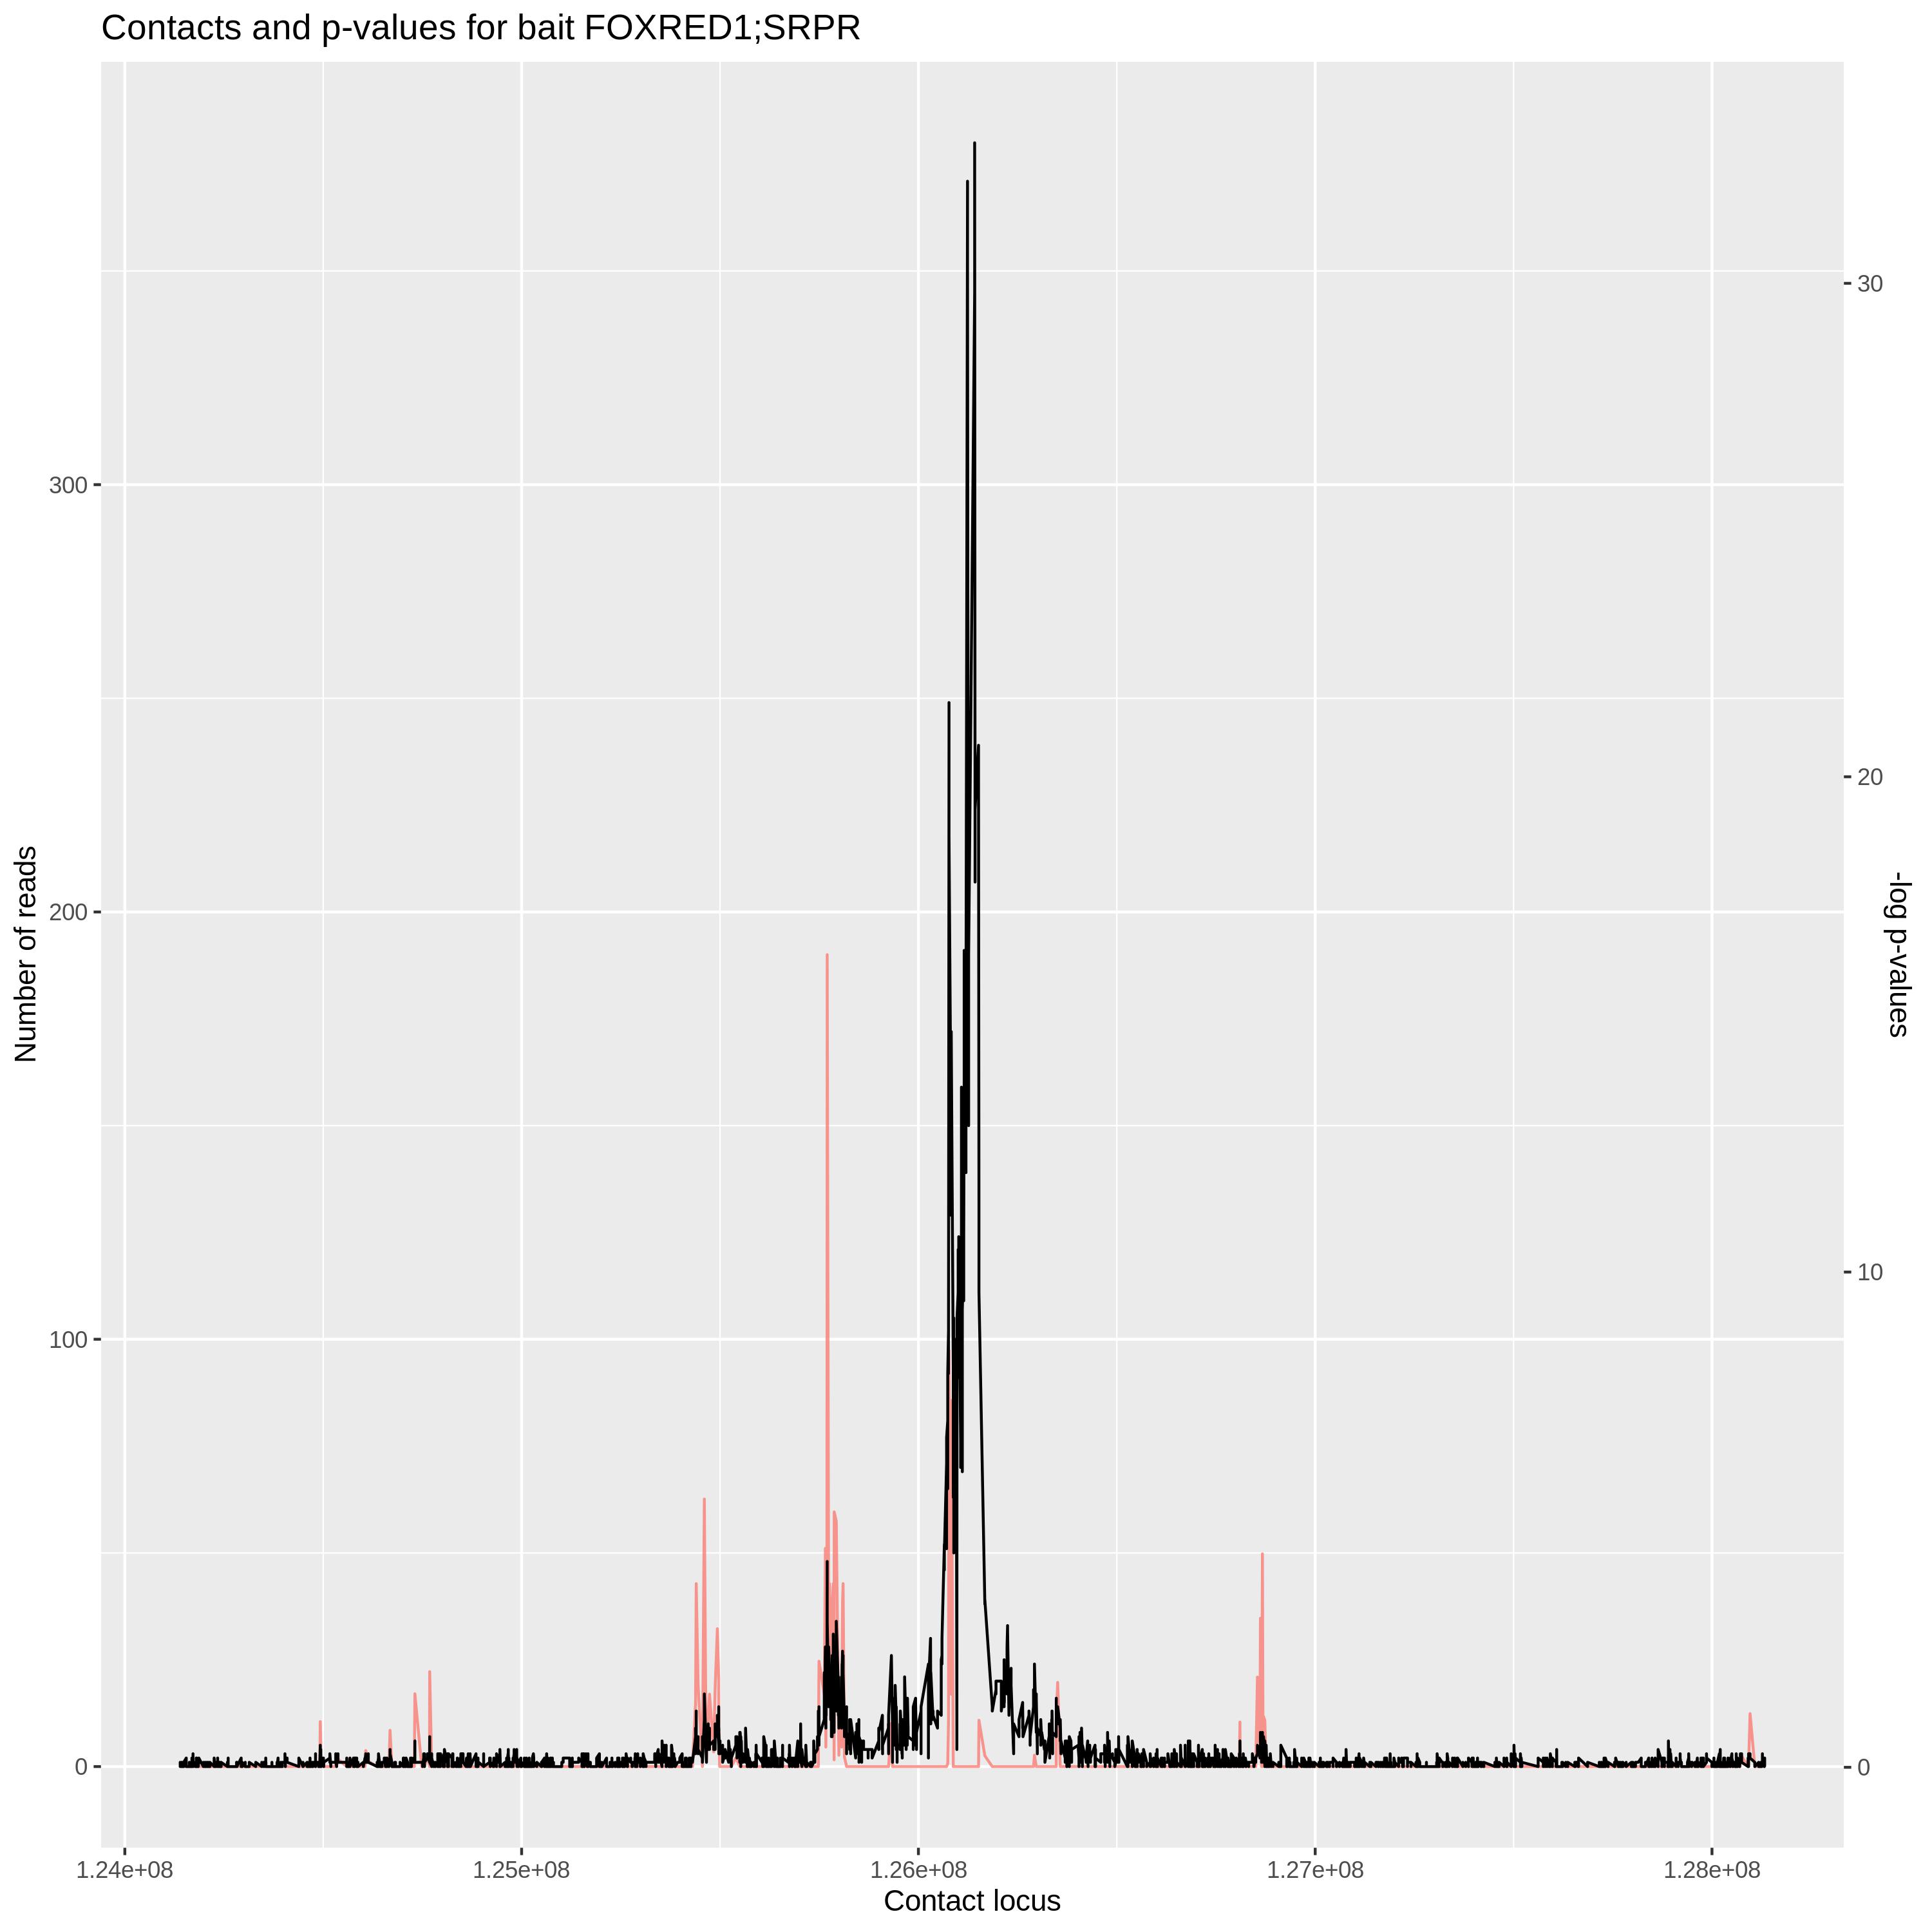 Contacts and p-values for bait FOXRED1;SRPR
Number of reads
300
200
100
0
30
20
10
0
-log p-values
1.24e+08 1.25e+08 1.26e+08 1.27e+08 1.28e+08
Contact locus